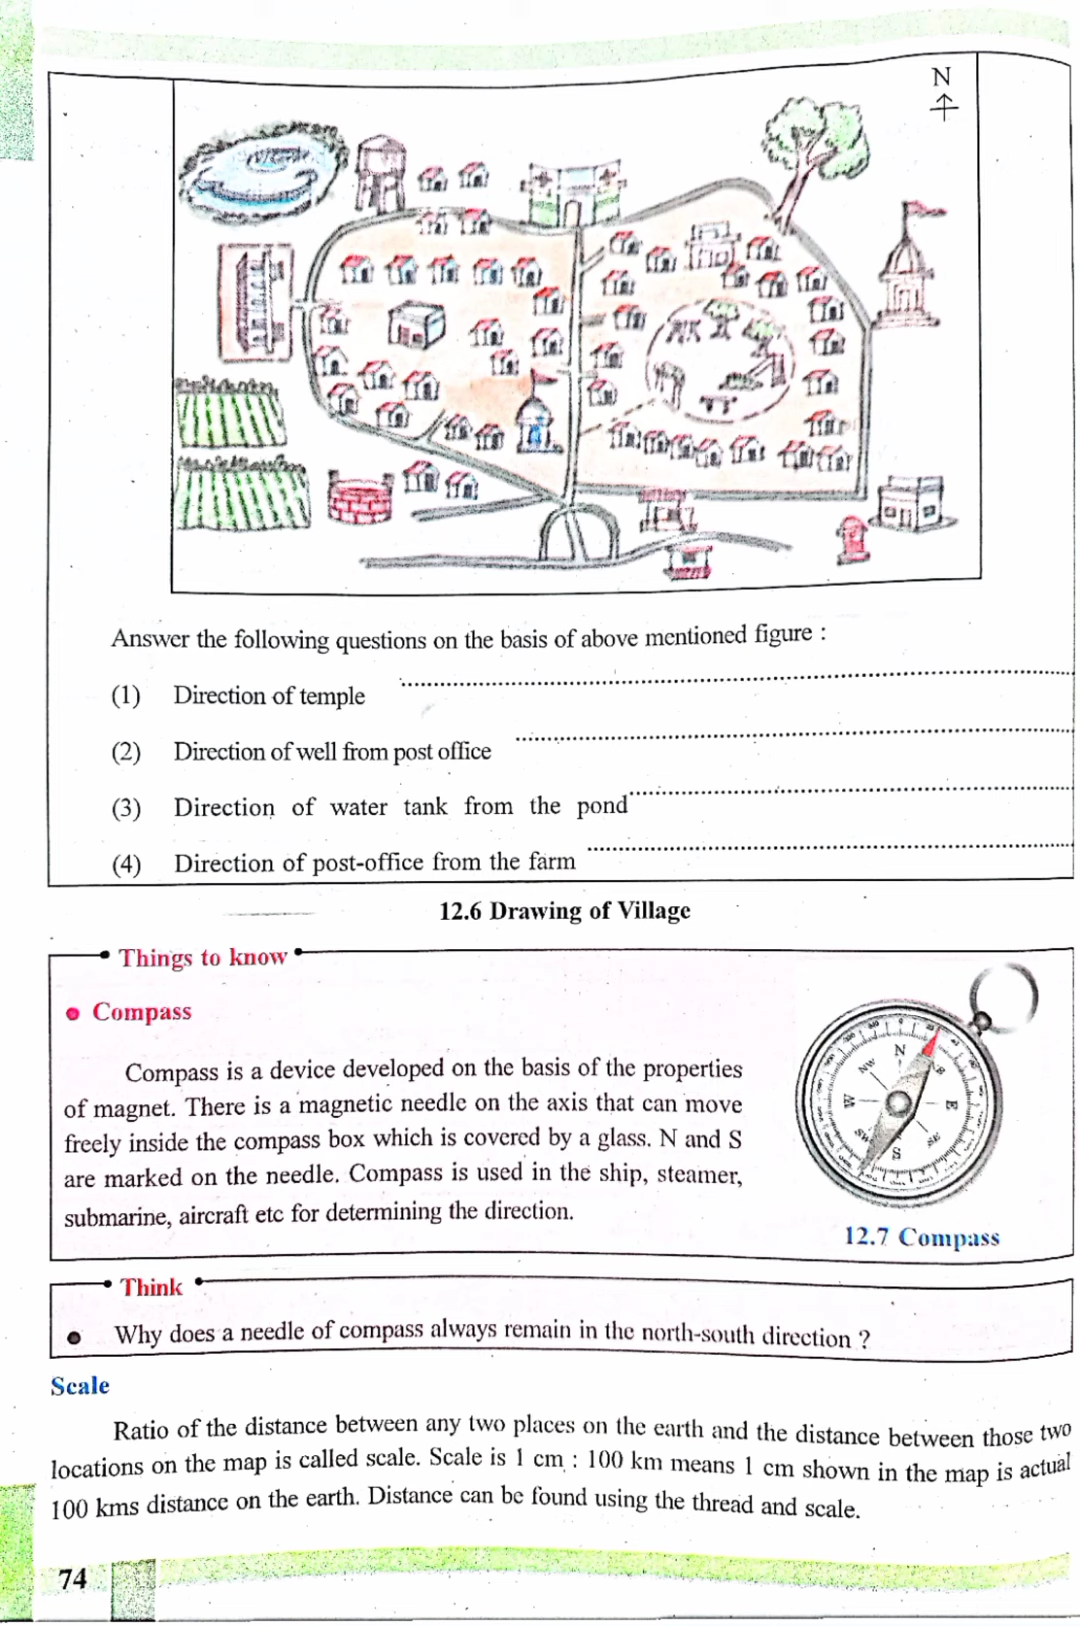 N
Answer the following questions on the basis of above mentioned figure :
(1) Direction of temple ........................................
(2) Direction of well from post office ........................................
(3) Direction of water tank from the pond ........................................
(4) Direction of post-office from the farm ........................................
12.6 Drawing of Village
Things to know
• Compass
Compass is a device developed on the basis of the properties
of magnet. There is a magnetic needle on the axis that can move
freely inside the compass box which is covered by a glass. N and S
are marked on the needle. Compass is used in the ship, steamer,
submarine, aircraft etc for determining the direction.
N
NW
W
E
SW
SE
S
12.7 Compass
Think
• Why does a needle of compass always remain in the north-south direction ?
Scale
Ratio of the distance between any two places on the earth and the distance between those two
locations on the map is called scale. Scale is 1 cm : 100 km means 1 cm shown in the map is actual
100 kms distance on the earth. Distance can be found using the thread and scale.
74